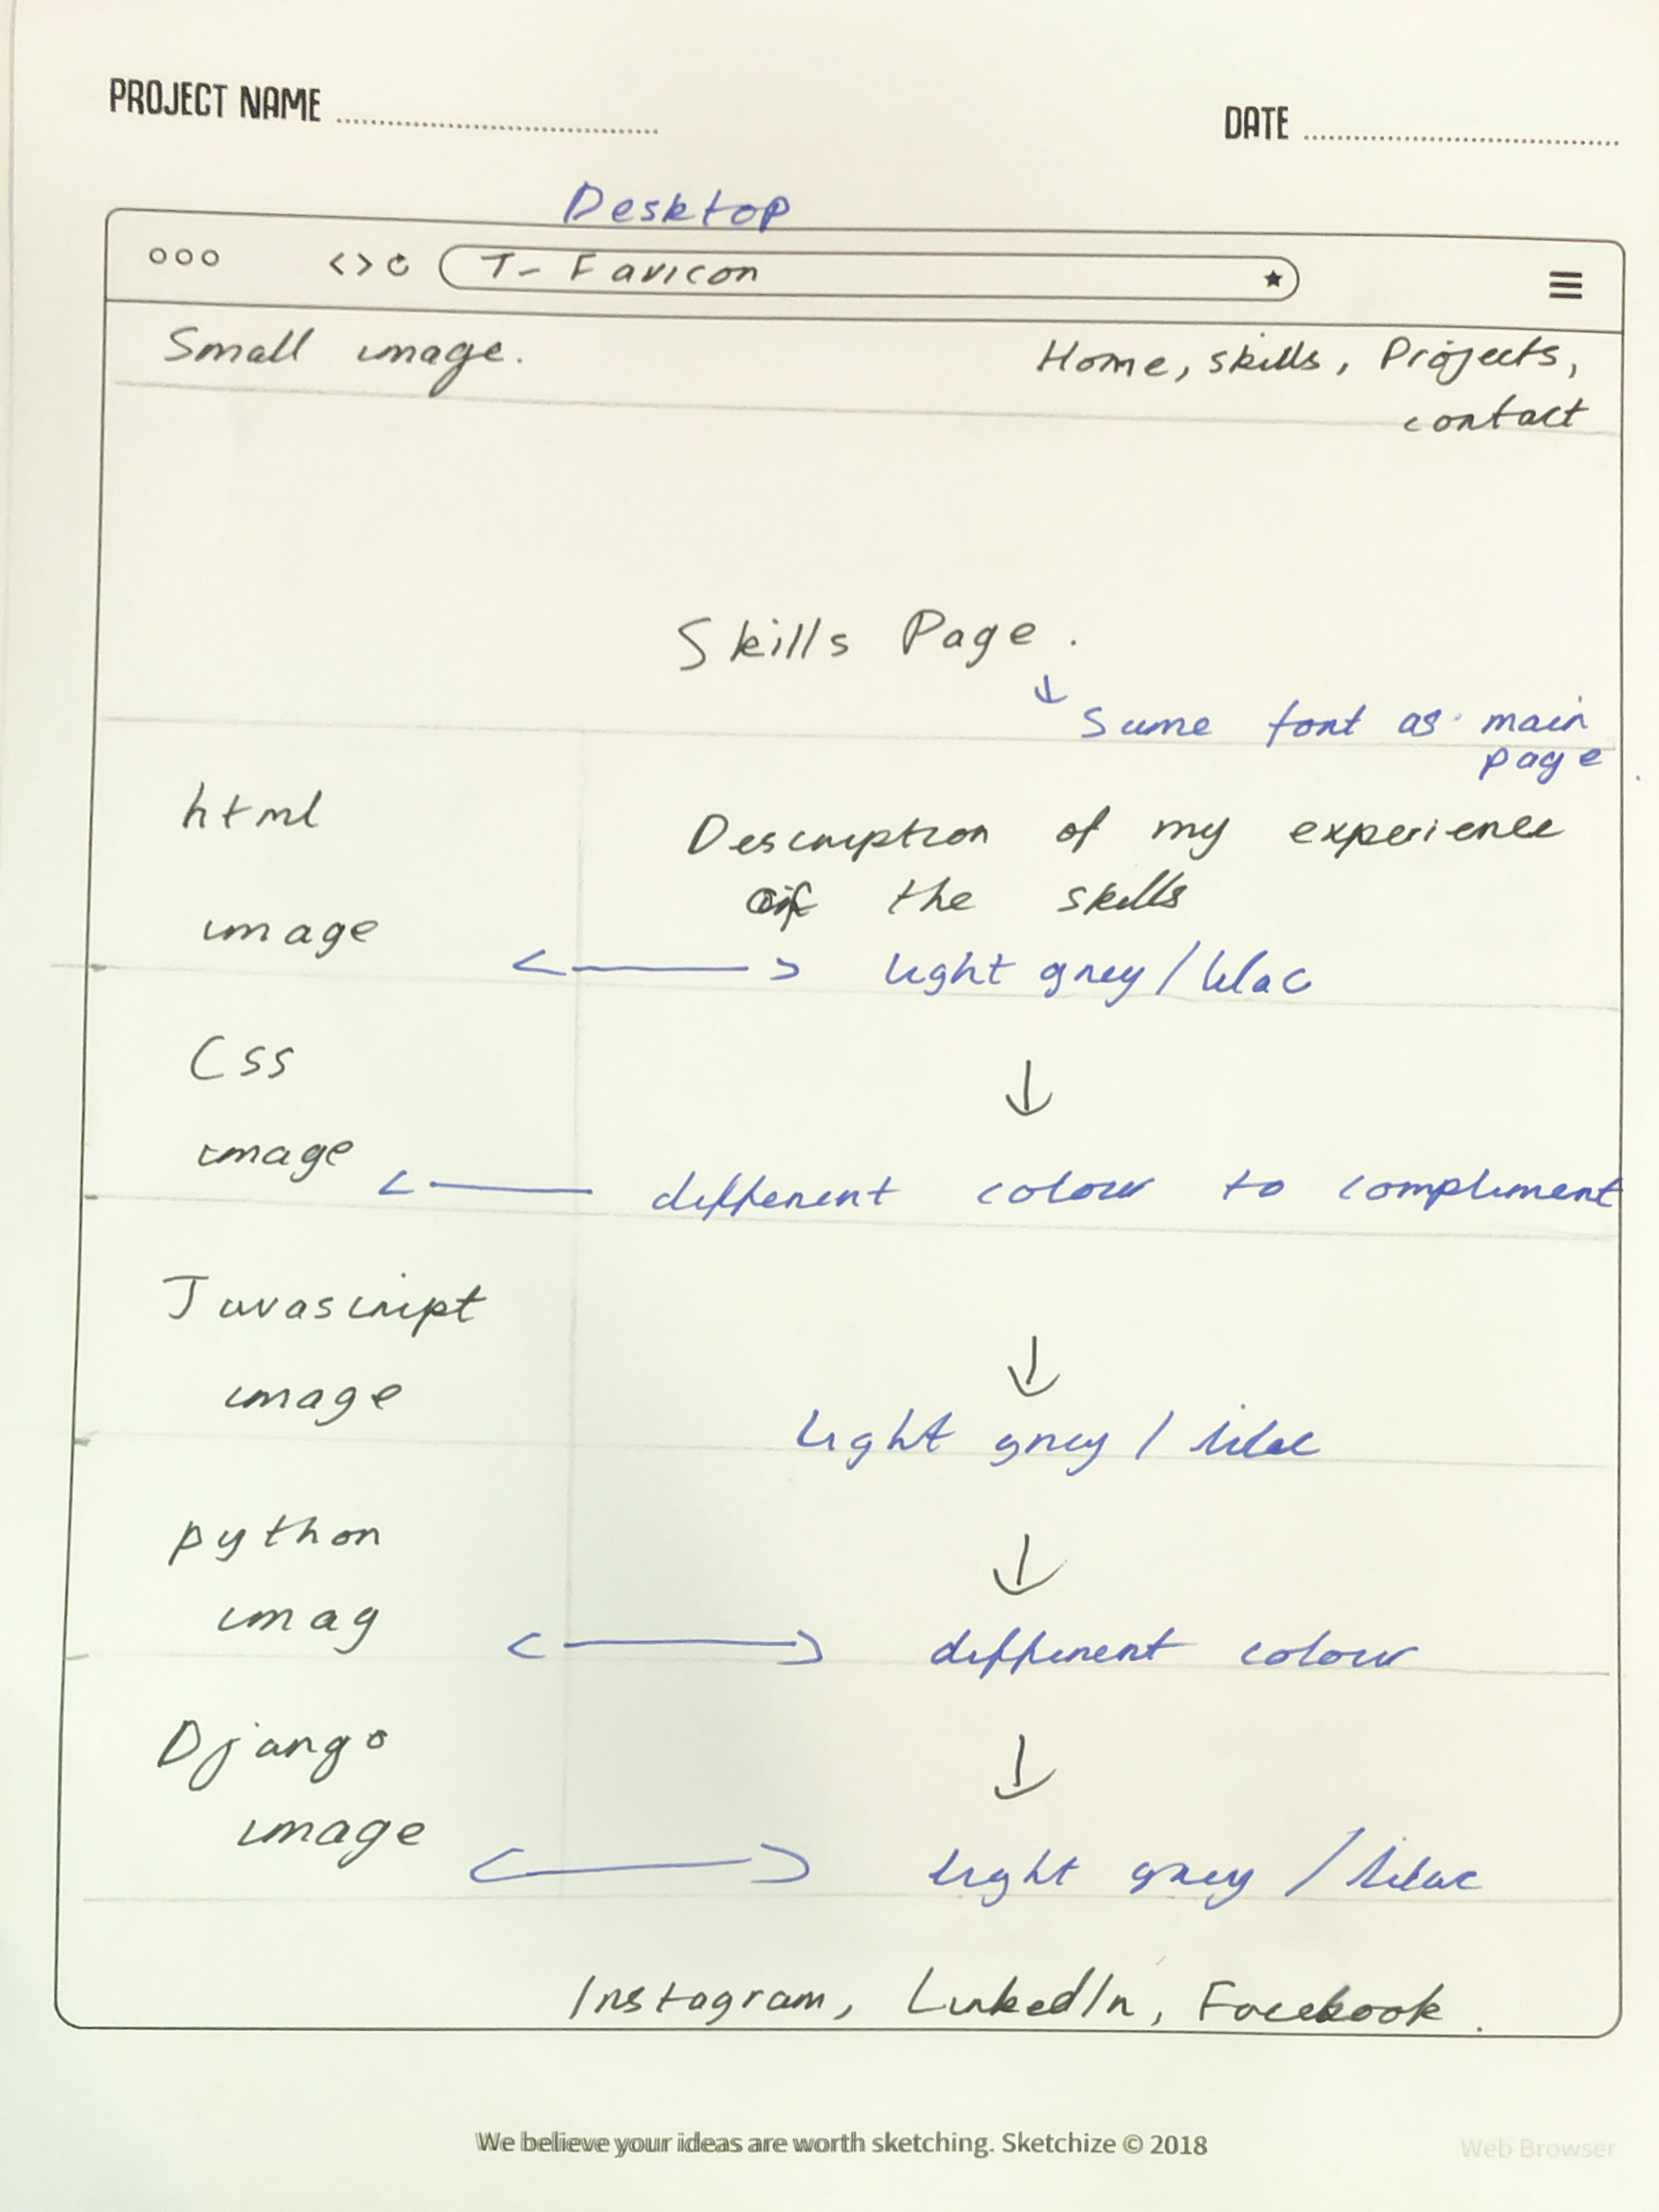 PROJECT NAME
DATE
Desktop
T- Favicon
Small image.
Home, skills, Projects,
contact
Skills Page.
Same font as main
page
html
Description of my experience
of the skills
image
light grey / lilac
Css
image
different colour to compliment
Javascript
image
light grey / lilac
python
imag
different colour
Django
image
light grey / lilac
Instagram, LinkedIn, Facebook.
We believe your ideas are worth sketching. Sketchize © 2018
Web Browser